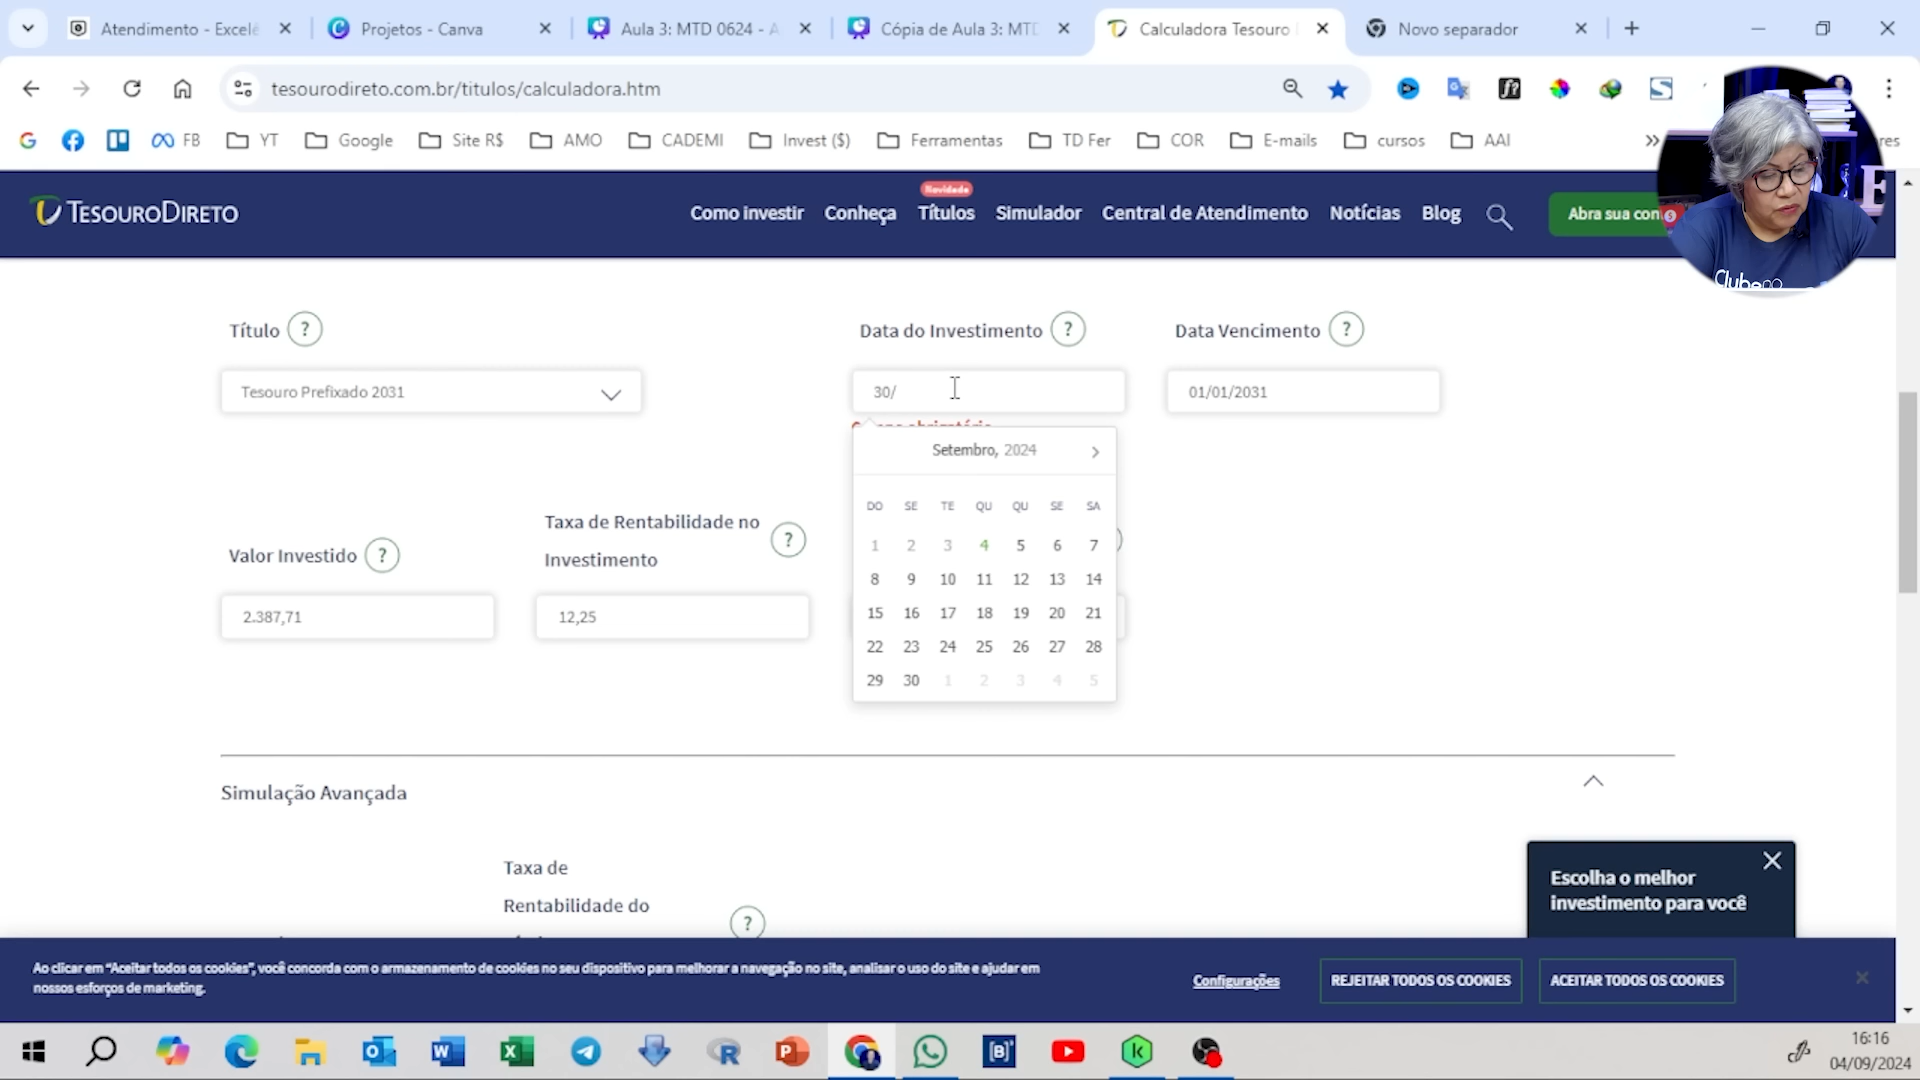 Atendimento - Excelê
Projetos - Canva
Aula 3: MTD 0624 - A
Cópia de Aula 3: MTD
Calculadora Tesouro
Novo separador
tesourodireto.com.br/titulos/calculadora.htm
FB
YT
Google
Site R$
AMO
CADEMI
Invest ($)
Ferramentas
TD Fer
COR
E-mails
cursos
AAI
TESOURODIRETO
Como investir
Conheça
Novidade
Títulos
Simulador
Central de Atendimento
Notícias
Blog
Abra sua con
Clube
Título ?
Data do Investimento ?
Data Vencimento ?
Tesouro Prefixado 2031
30/
01/01/2031
Setembro, 2024
DO SE TE QU QU SE SA
1 2 3 4 5 6 7
8 9 10 11 12 13 14
15 16 17 18 19 20 21
22 23 24 25 26 27 28
29 30 1 2 3 4 5
Valor Investido ?
Taxa de Rentabilidade no
Investimento
?
2.387,71
12,25
Simulação Avançada
Taxa de
Rentabilidade do
?
Escolha o melhor
investimento para você
Ao clicar em “Aceitar todos os cookies”, você concorda com o armazenamento de cookies no seu dispositivo para melhorar a navegação no site, analisar o uso do site e ajudar em
nossos esforços de marketing.
Configurações
REJEITAR TODOS OS COOKIES
ACEITAR TODOS OS COOKIES
16:16
04/09/2024